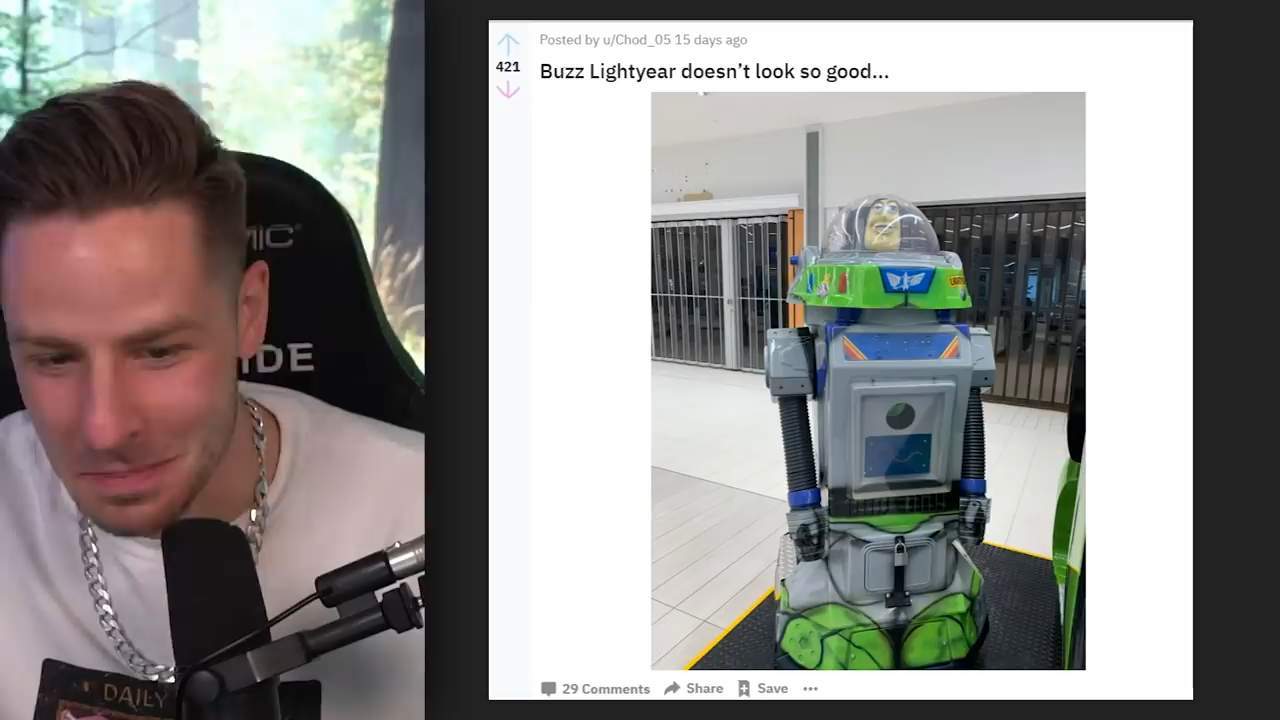 Posted by u/Chod_05 15 days ago
421
Buzz Lightyear doesn't look so good...
29 Comments
Share
Save
DAILY